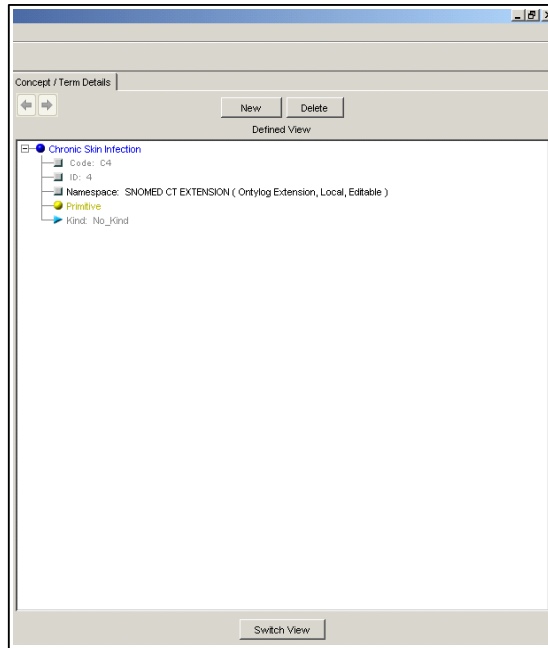 Concept / Term Details
New Delete
Defined View
Chronic Skin Infection
Code: C4
ID: 4
Namespace: SNOMED CT EXTENSION ( Ontylog Extension, Local, Editable )
Primitive
Kind: No_Kind
Switch View